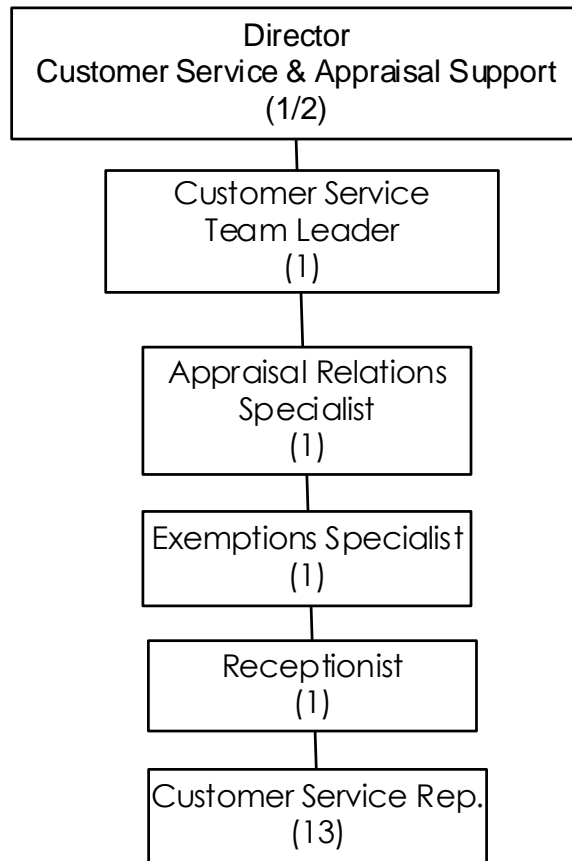 Director
Customer Service & Appraisal Support
(1/2)
Customer Service
Team Leader
(1)
Appraisal Relations
Specialist
(1)
Exemptions Specialist
(1)
Receptionist
(1)
Customer Service Rep.
(13)